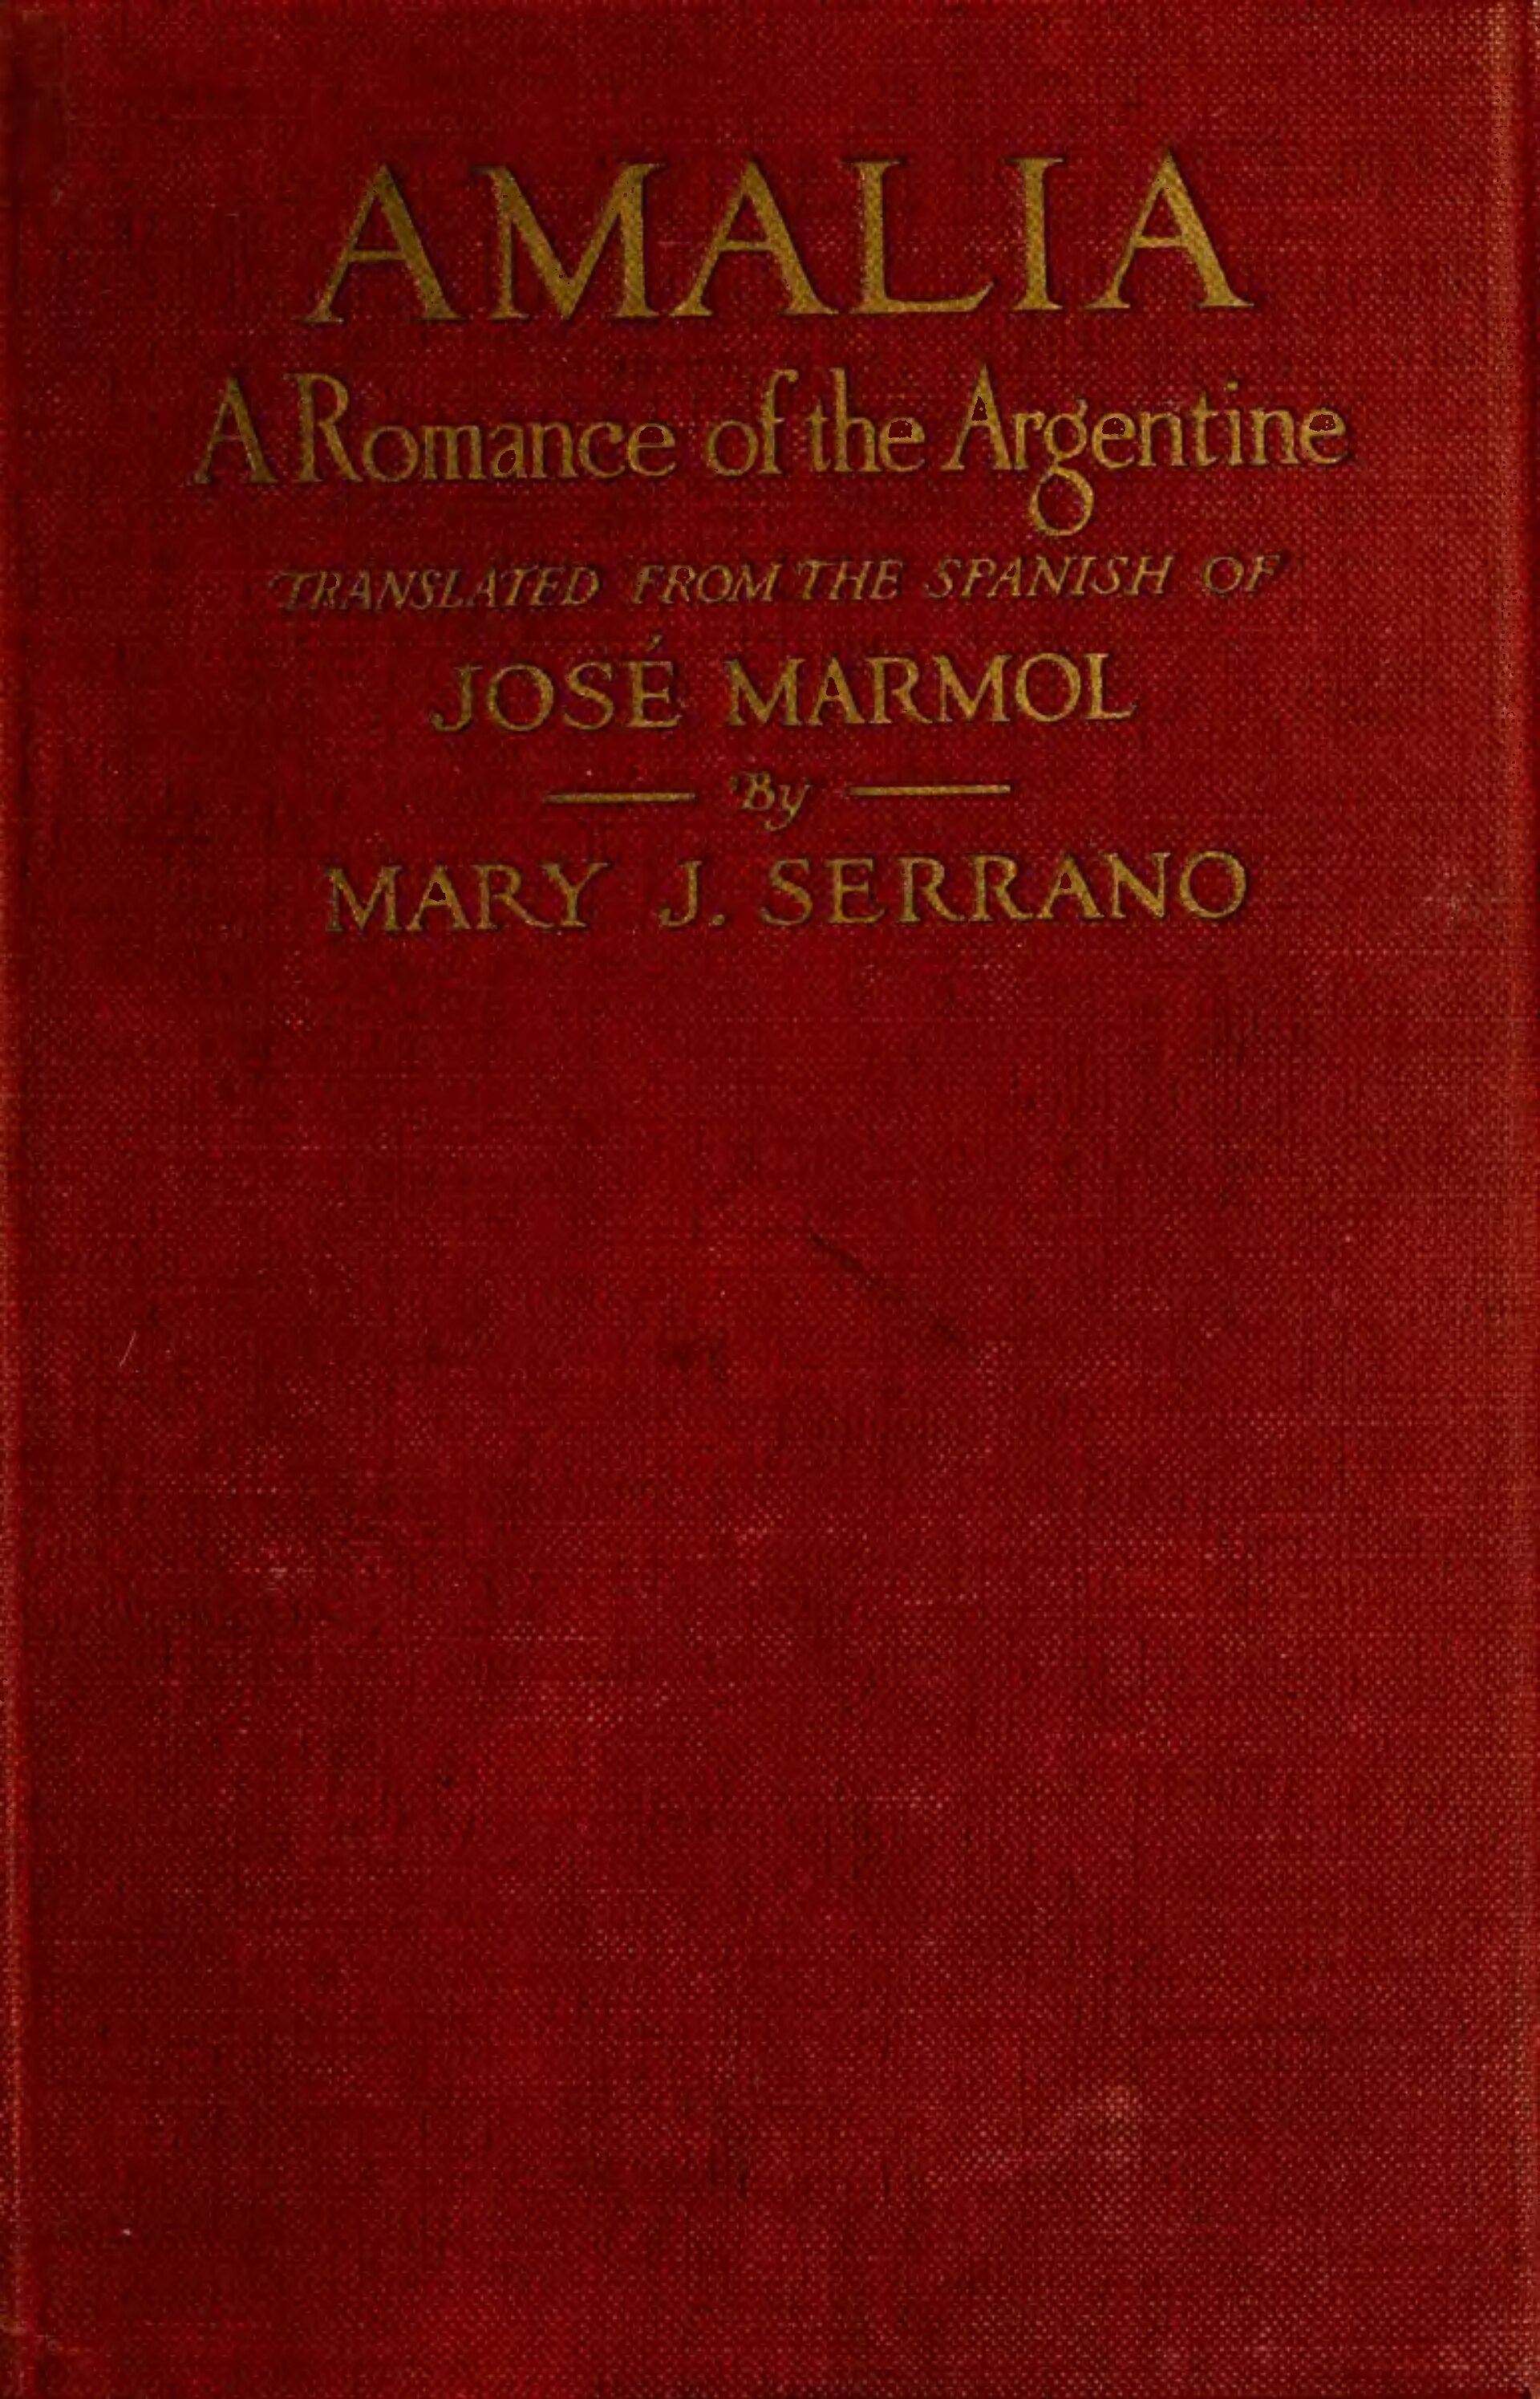 AMALIA
A Romance of the Argentine
TRANSLATED FROM THE SPANISH OF
JOSÉ MARMOL
By
MARY J. SERRANO